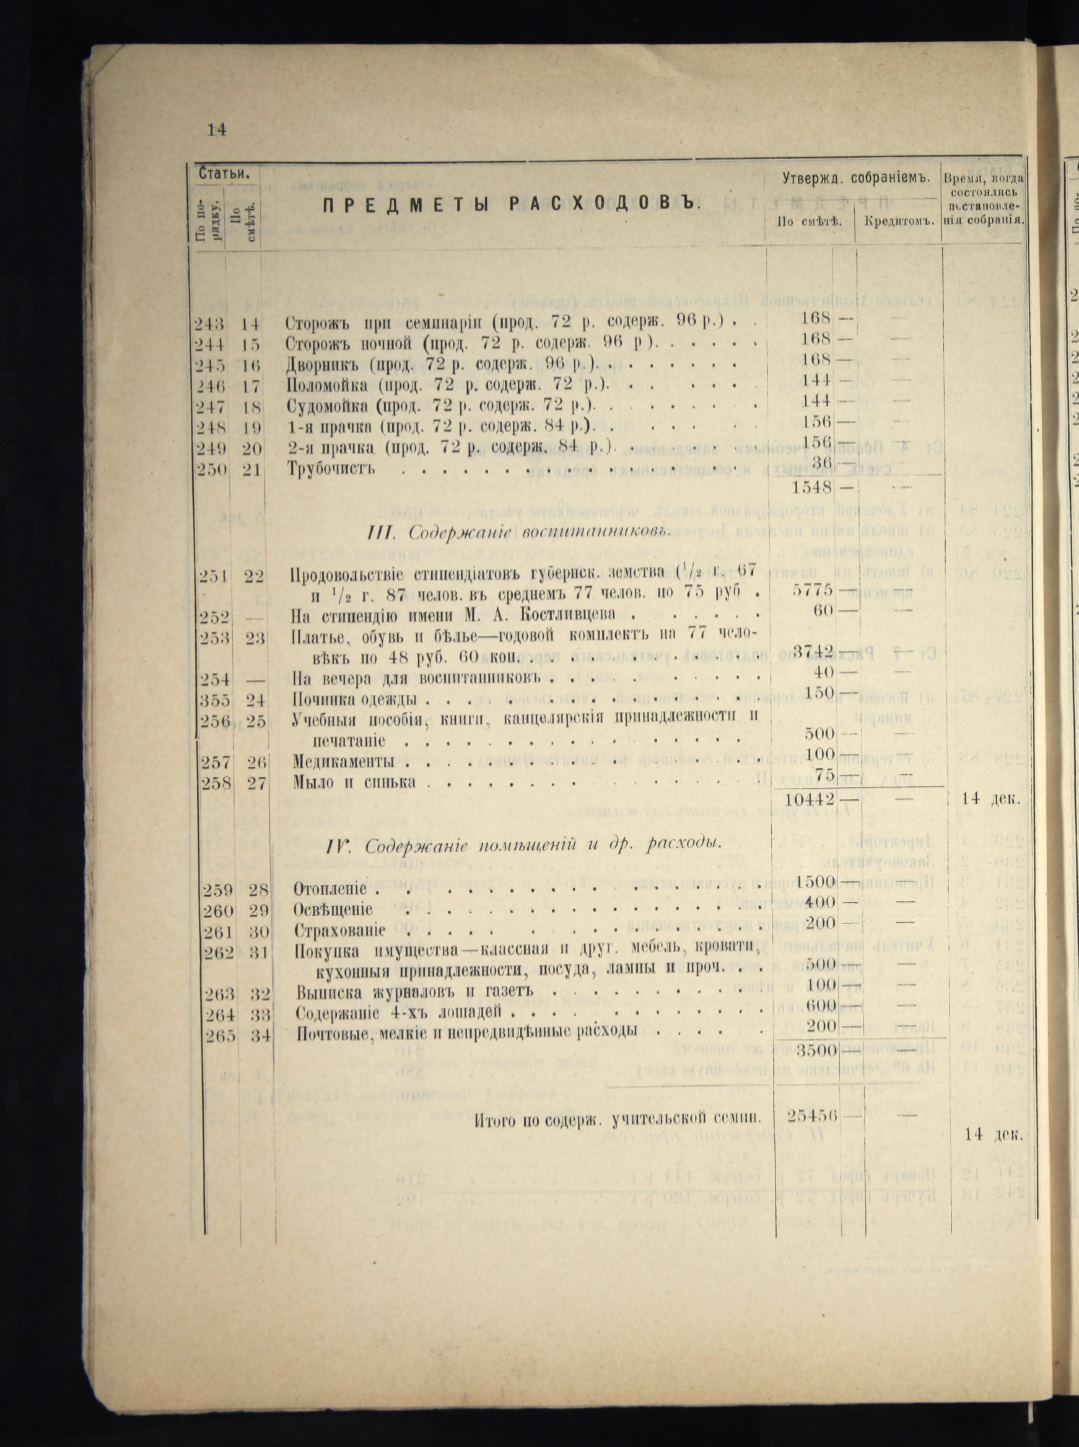 14
Статьи.
По по-
рядку.
По
смѣтѣ.
ПРЕДМЕТЫ РАСХОДОВЪ.
Утвержд. собраніемъ.
По смѣтѣ.
Кредитомъ.
Время, когда
состоялись
постановле-
нія собранія.
243 14 Сторожъ при семинаріи (прод. 72 р. содерж. 96 р.) . . 168 — —
244 15 Сторожъ ночной (прод. 72 р. содерж. 96 р ). . . . . . 168 — —
245 16 Дворникъ (прод. 72 р. содерж. 96 р.). . . . . . . . 168 — —
246 17 Поломойка (прод. 72 р. содерж. 72 р.). . . . . . 144 — —
247 18 Судомойка (прод. 72 р. содерж. 72 р.). . . . . . . . 144 — —
248 19 1-я прачка (прод. 72 р. содерж. 84 р.). . . . . . . 156 — —
249 20 2-я прачка (прод. 72 р. содерж. 84 р.). . . . . . . 156 — —
250 21 Трубочистъ . . . . . . . . . . . . . . . 36 —
1548 — —
III. Содержаніе воспитанниковъ.
251 22 Продовольствіе стипендіатовъ губернск. земства (1/2 г. 67
и 1/2 г. 87 челов. въ среднемъ 77 челов. по 75 руб . 5775 — —
252 — На стипендію имени М. А. Костливцева . . . . . . 60 — —
253 23 Платье, обувь и бѣлье—годовой комплектъ на 77 чело-
вѣкъ по 48 руб. 60 коп. . . . . . . . . . . . . 3742 — —
254 — На вечера для воспитанниковъ . . . . . . . . . 40 — —
355 24 Починка одежды . . . . . . . . . . . . . . . 150 —
256 25 Учебныя пособія, книги, канцелярскія принадлежности и
печатаніе . . . . . . . . . . . . . . . . 500 — —
257 26 Медикаменты . . . . . . . . . . . . . . . 100 — —
258 27 Мыло и синька . . . . . . . . . . . . . 75 — —
10442 — — 14 дек.
IV. Содержаніе помѣщеній и др. расходы.
259 28 Отопленіе . . . . . . . . . . . . . . . . 1500 — —
260 29 Освѣщеніе . . . . . . . . . . . . . . . . 400 — —
261 30 Страхованіе . . . . . . . . . . . . . . . 200 — —
262 31 Покупка имущества—классная и друг. мебель, кровати,
кухонныя принадлежности, посуда, лампы и проч. . . 500 — —
263 32 Выписка журналовъ и газетъ . . . . . . . . . . 100 — —
264 33 Содержаніе 4-хъ лошадей . . . . . . . . . . . . 600 — —
265 34 Почтовые, мелкіе и непредвидѣнные расходы . . . . . 200 — —
3500 — —
Итого по содерж. учительской семин. 25456 — —
14 дек.